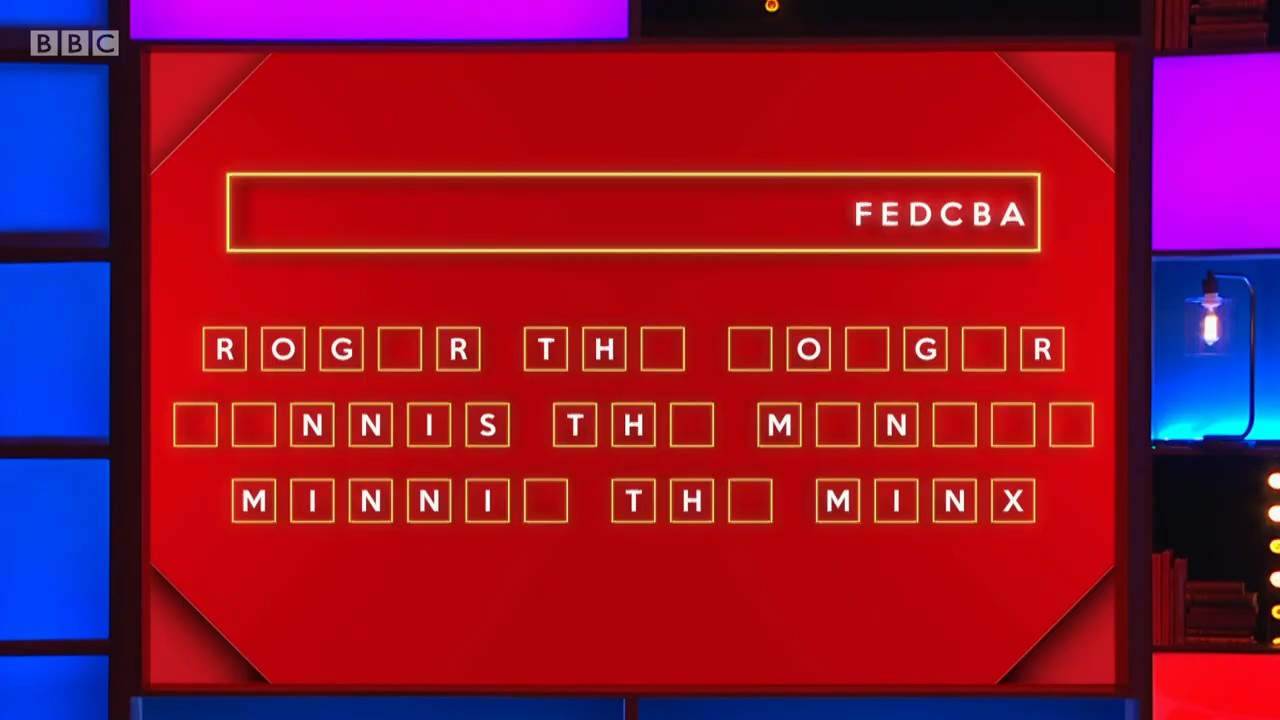 BBC
FEDCBA
ROG R TH   O G R
  NNIS TH  M N
MINNI  TH  MINX